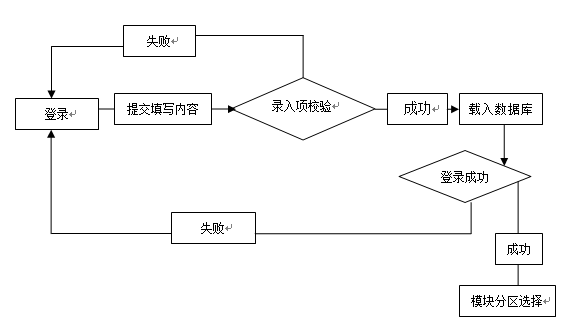 失败
登录
提交填写内容
录入项校验
成功
载入数据库
登录成功
失败
成功
模块分区选择